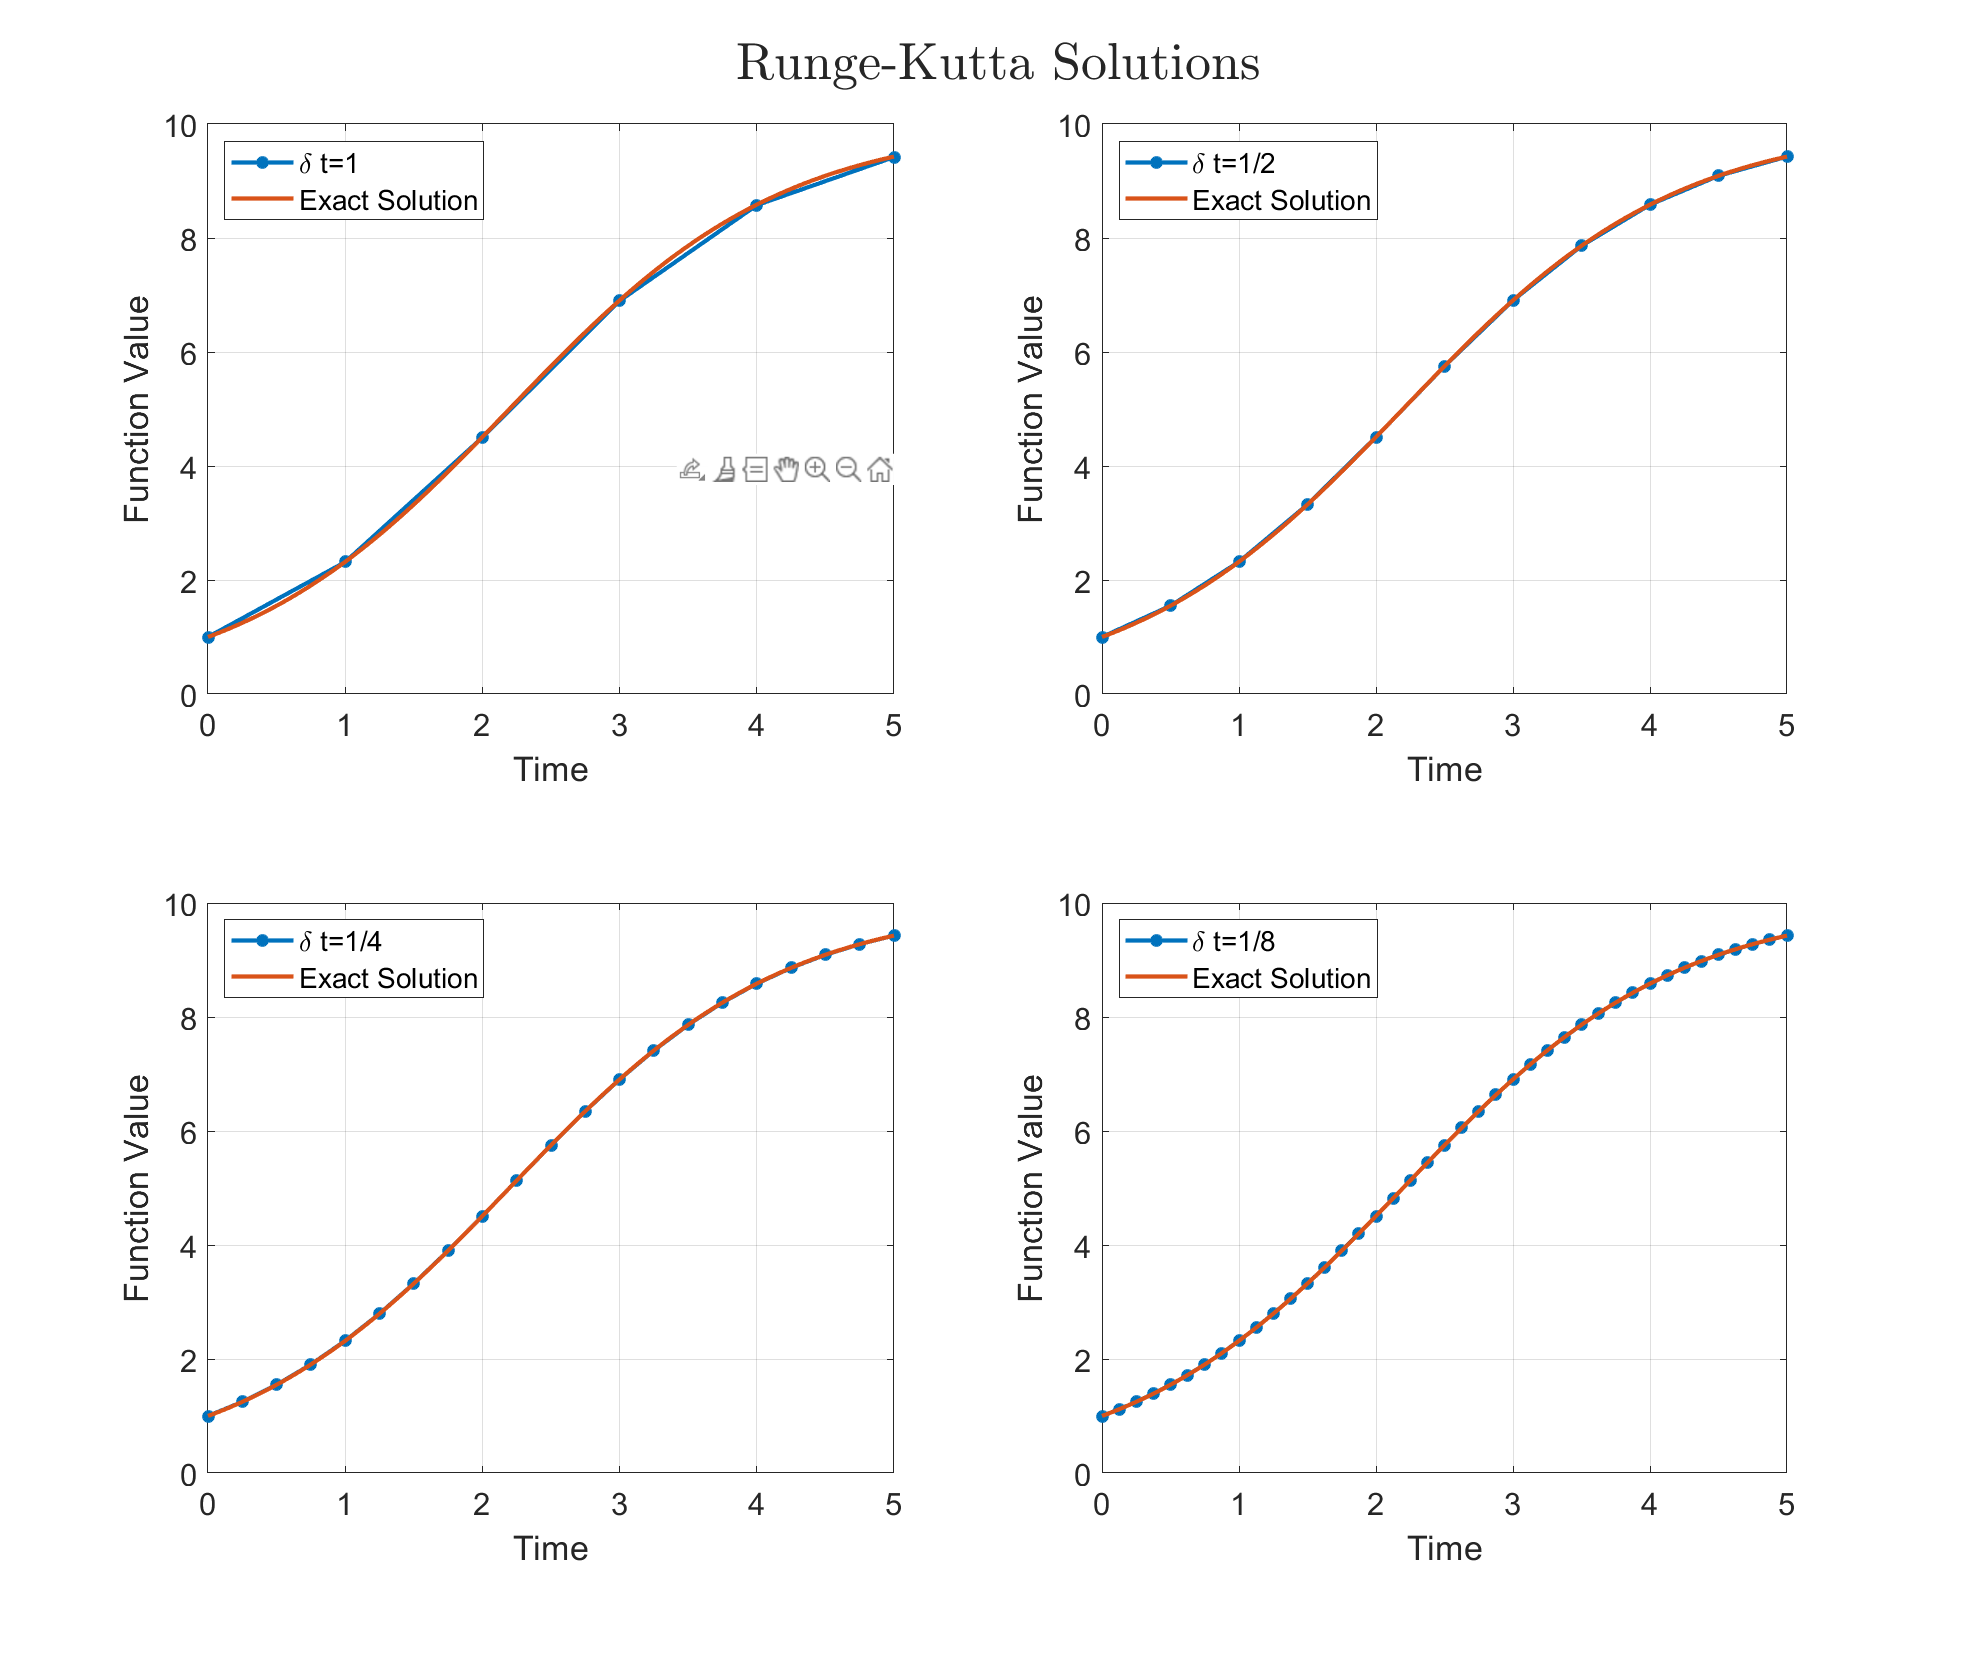 Runge-Kutta Solutions
10
8
6
4
2
0
Function Value
δ t=1
Exact Solution
0 1 2 3 4 5
Time
10
8
6
4
2
0
Function Value
δ t=1/2
Exact Solution
0 1 2 3 4 5
Time
10
8
6
4
2
0
Function Value
δ t=1/4
Exact Solution
0 1 2 3 4 5
Time
10
8
6
4
2
0
Function Value
δ t=1/8
Exact Solution
0 1 2 3 4 5
Time